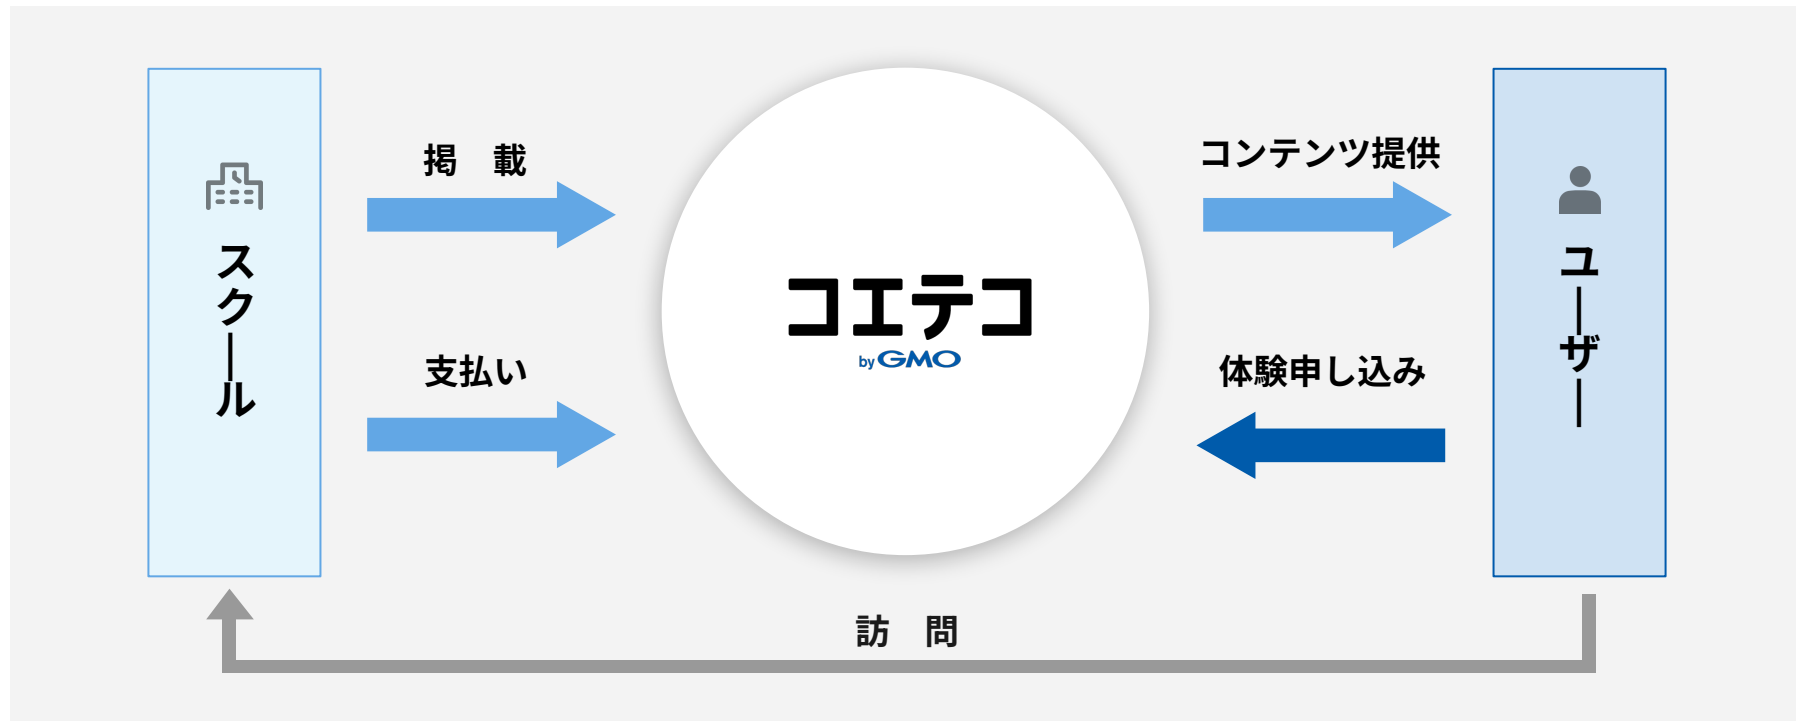 スクール
掲　載
支払い
コエテコ
by GMO
コンテンツ提供
体験申し込み
ユーザー
訪　問